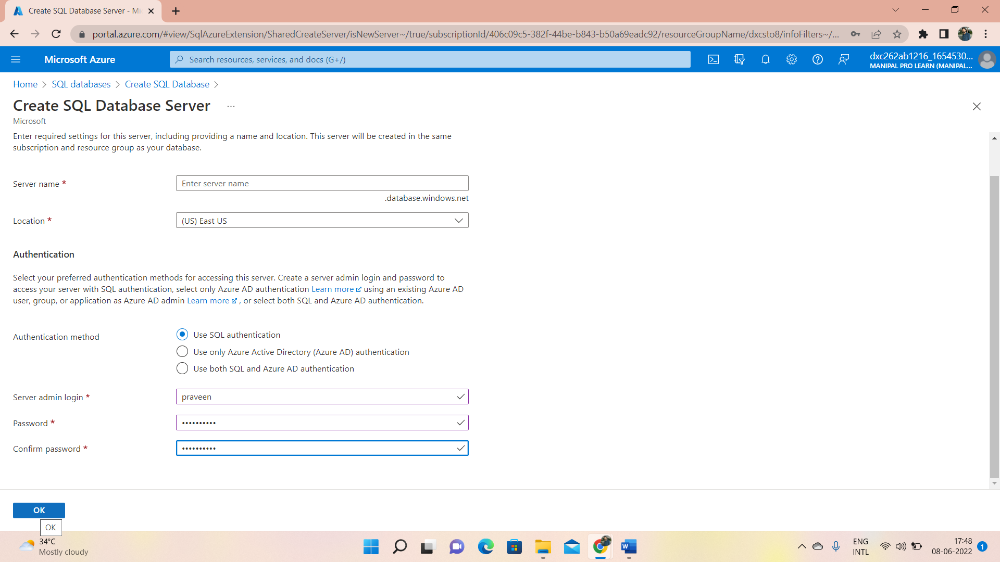 Create SQL Database Server - Mi
portal.azure.com/#view/SqlAzureExtension/SharedCreateServer/isNewServer~/true/subscriptionId/406c09c5-382f-44be-b843-b50a69eadc92/resourceGroupName/dxcsto8/infoFilters~/...
Microsoft Azure
Search resources, services, and docs (G+/)
dxc262ab1216_1654530...
MANIPAL PRO LEARN (MANIPAL...
Home > SQL databases > Create SQL Database >
Create SQL Database Server ...
Microsoft
Enter required settings for this server, including providing a name and location. This server will be created in the same
subscription and resource group as your database.
Server name *
Enter server name
.database.windows.net
Location *
(US) East US
Authentication
Select your preferred authentication methods for accessing this server. Create a server admin login and password to
access your server with SQL authentication, select only Azure AD authentication Learn more using an existing Azure AD
user, group, or application as Azure AD admin Learn more , or select both SQL and Azure AD authentication.
Authentication method
Use SQL authentication
Use only Azure Active Directory (Azure AD) authentication
Use both SQL and Azure AD authentication
Server admin login *
praveen
Password *
••••••••••
Confirm password *
••••••••••
OK
OK
34°C
Mostly cloudy
W
ENG
INTL
17:48
08-06-2022
1